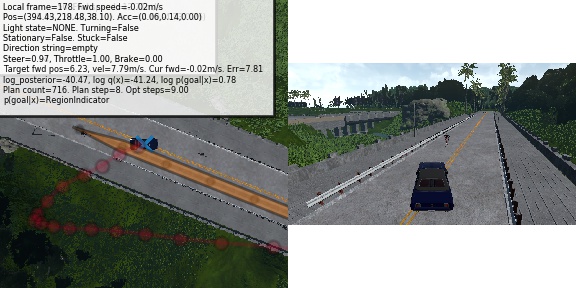 Local frame=178. Fwd speed=-0.02m/s
Pos=(394.43,218.48,38.10). Acc=(0.06,0.14,0.00)
Light state=NONE. Turning=False
Stationary=False. Stuck=False
Direction string=empty
Steer=0.97, Throttle=1.00, Brake=0.00
Target fwd pos=6.23, vel=7.79m/s. Cur fwd=-0.02m/s. Err=7.81
log_posterior=-40.47, log q(x)=-41.24, log p(goal|x)=0.78
Plan count=716. Plan step=8. Opt steps=9.00
p(goal|x)=RegionIndicator